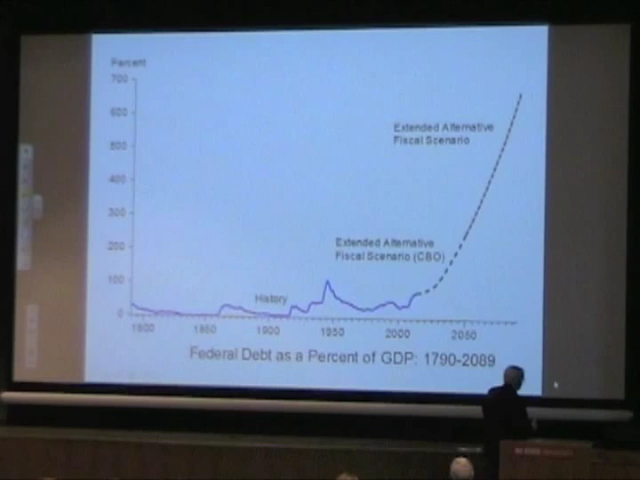 Percent
700
600
500
400
300
200
100
0
Extended Alternative
Fiscal Scenario
Extended Alternative
Fiscal Scenario (CBO)
History
1800
1850
1900
1950
2000
2050
Federal Debt as a Percent of GDP: 1790-2089